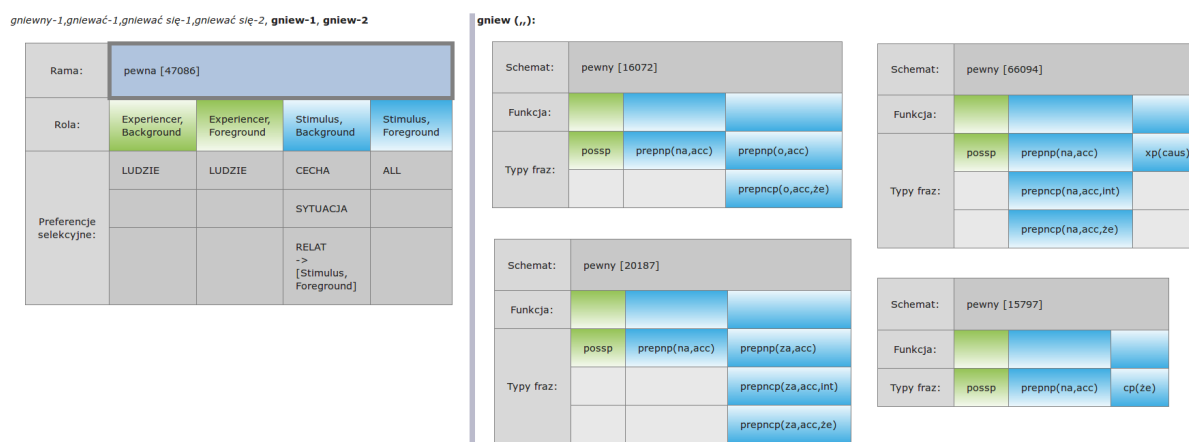 gniewny-1,gniewać-1,gniewać się-1,gniewać się-2, gniew-1, gniew-2
Rama: pewna [47086]
Rola: Experiencer, Background Experiencer, Foreground Stimulus, Background Stimulus, Foreground
Preferencje selekcyjne: LUDZIE LUDZIE CECHA ALL
SYTUACJA
RELAT
->
[Stimulus,
Foreground]
gniew (,,):
Schemat: pewny [16072]
Funkcja:
Typy fraz: possp prepnp(na,acc) prepnp(o,acc)
prepncp(o,acc,że)
Schemat: pewny [20187]
Funkcja:
Typy fraz: possp prepnp(na,acc) prepnp(za,acc)
prepncp(za,acc,int)
prepncp(za,acc,że)
Schemat: pewny [66094]
Funkcja:
Typy fraz: possp prepnp(na,acc) xp(caus)
prepncp(na,acc,int)
prepncp(na,acc,że)
Schemat: pewny [15797]
Funkcja:
Typy fraz: possp prepnp(na,acc) cp(że)